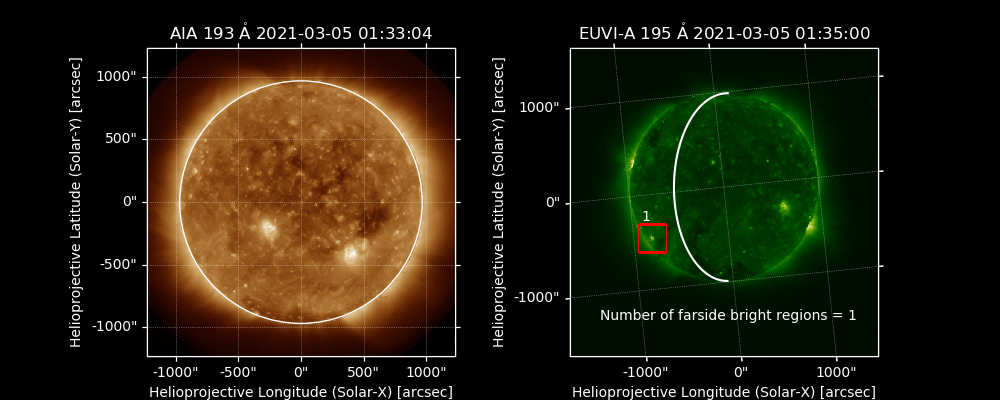 AIA 193 Å 2021-03-05 01:33:04
Helioprojective Latitude (Solar-Y) [arcsec]
1000"
500"
0"
-500"
-1000"
-1000"
-500"
0"
500"
1000"
Helioprojective Longitude (Solar-X) [arcsec]
EUVI-A 195 Å 2021-03-05 01:35:00
Helioprojective Latitude (Solar-Y) [arcsec]
1000"
0"
-1000"
1
Number of farside bright regions = 1
-1000"
0"
1000"
Helioprojective Longitude (Solar-X) [arcsec]